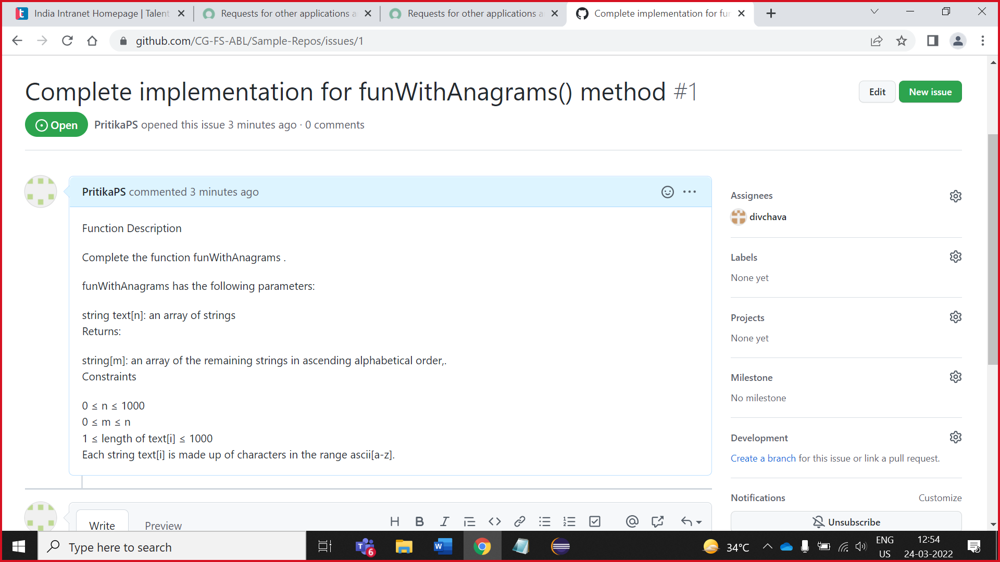 India Intranet Homepage | Talent
Requests for other applications a
Requests for other applications a
Complete implementation for fun
github.com/CG-FS-ABL/Sample-Repos/issues/1
Complete implementation for funWithAnagrams() method #1
Edit
New issue
Open
PritikaPS opened this issue 3 minutes ago · 0 comments
PritikaPS commented 3 minutes ago
Function Description
Complete the function funWithAnagrams .
funWithAnagrams has the following parameters:
string text[n]: an array of strings
Returns:
string[m]: an array of the remaining strings in ascending alphabetical order,.
Constraints
0 ≤ n ≤ 1000
0 ≤ m ≤ n
1 ≤ length of text[i] ≤ 1000
Each string text[i] is made up of characters in the range ascii[a-z].
Assignees
divchava
Labels
None yet
Projects
None yet
Milestone
No milestone
Development
Create a branch for this issue or link a pull request.
Notifications
Customize
Unsubscribe
Write
Preview
Type here to search
6
34°C
ENG
US
12:54
24-03-2022